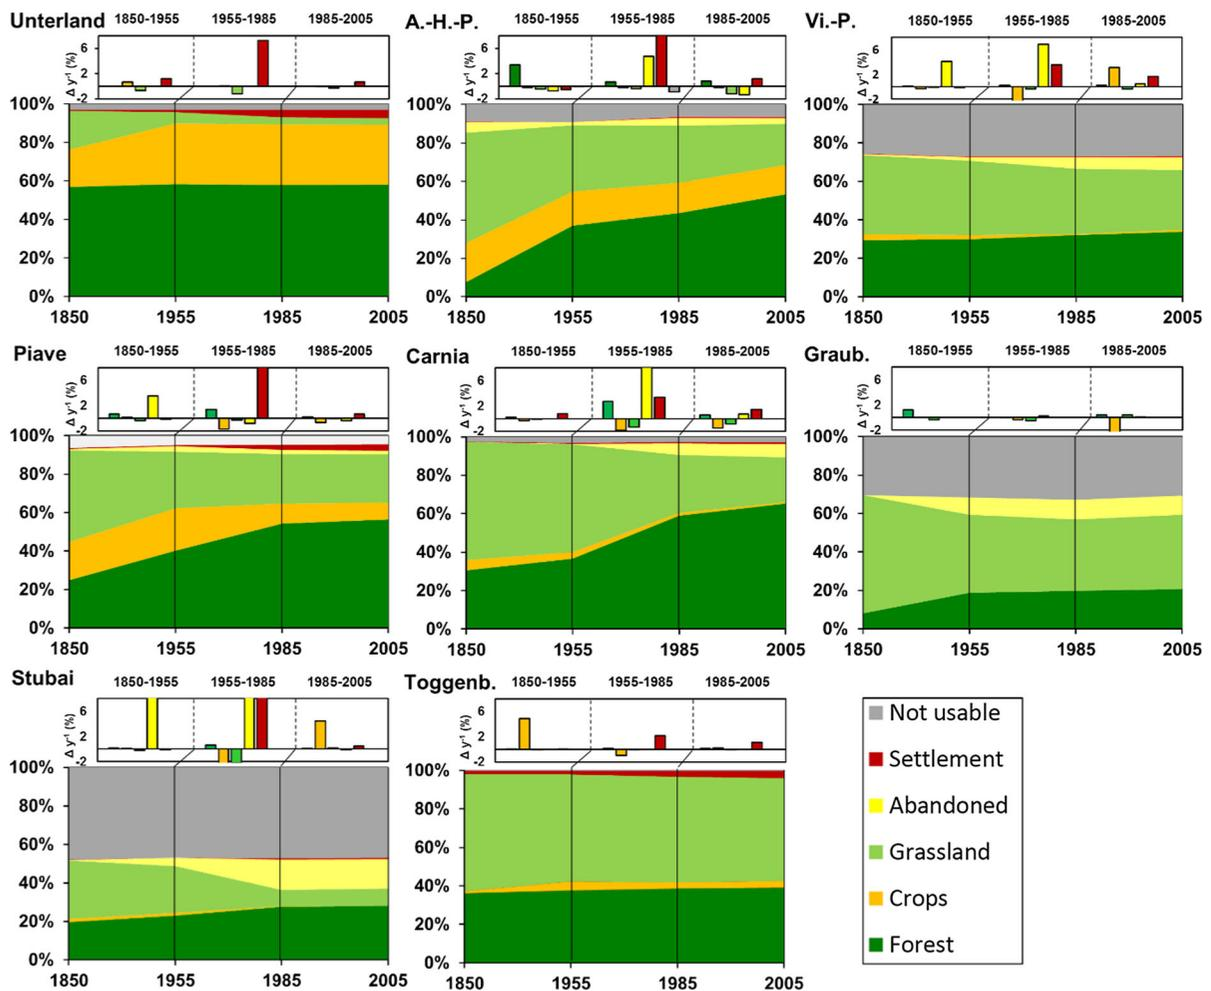 Unterland
1850-1955 1955-1985 1985-2005
Δ y⁻¹ (%)
6
2
-2
100%
80%
60%
40%
20%
0%
1850 1955 1985 2005
A.-H.-P.
1850-1955 1955-1985 1985-2005
Δ y⁻¹ (%)
6
2
-2
100%
80%
60%
40%
20%
0%
1850 1955 1985 2005
Vi.-P.
1850-1955 1955-1985 1985-2005
Δ y⁻¹ (%)
6
2
-2
100%
80%
60%
40%
20%
0%
1850 1955 1985 2005
Piave
1850-1955 1955-1985 1985-2005
Δ y⁻¹ (%)
6
2
-2
100%
80%
60%
40%
20%
0%
1850 1955 1985 2005
Carnia
1850-1955 1955-1985 1985-2005
Δ y⁻¹ (%)
6
2
-2
100%
80%
60%
40%
20%
0%
1850 1955 1985 2005
Graub.
1850-1955 1955-1985 1985-2005
Δ y⁻¹ (%)
6
2
-2
100%
80%
60%
40%
20%
0%
1850 1955 1985 2005
Stubai
1850-1955 1955-1985 1985-2005
Δ y⁻¹ (%)
6
2
-2
100%
80%
60%
40%
20%
0%
1850 1955 1985 2005
Toggenb.
1850-1955 1955-1985 1985-2005
Δ y⁻¹ (%)
6
2
-2
100%
80%
60%
40%
20%
0%
1850 1955 1985 2005
Not usable
Settlement
Abandoned
Grassland
Crops
Forest